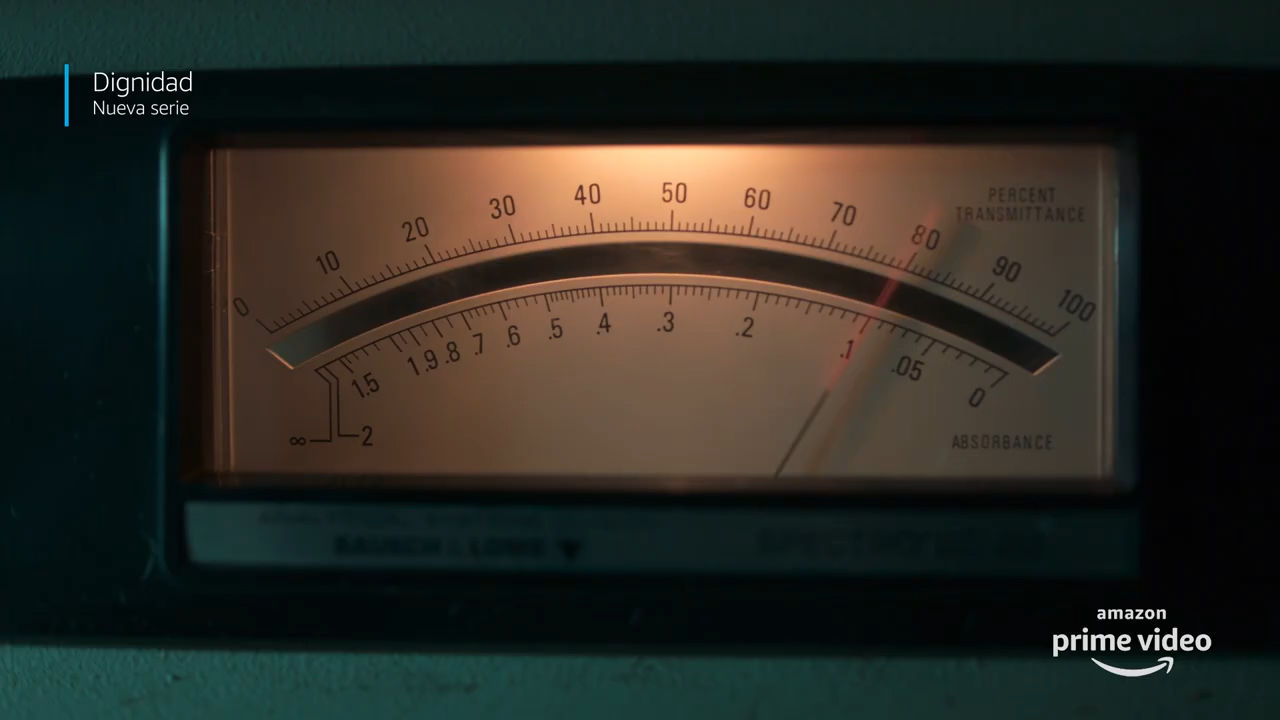 Dignidad
Nueva serie
0 10 20 30 40 50 60 70 80 90 100
PERCENT
TRANSMITTANCE
∞ 2 1.5 1 .9 .8 .7 .6 .5 .4 .3 .2 .1 .05 0
ABSORBANCE
BAUSCH & LOMB
amazon
prime video